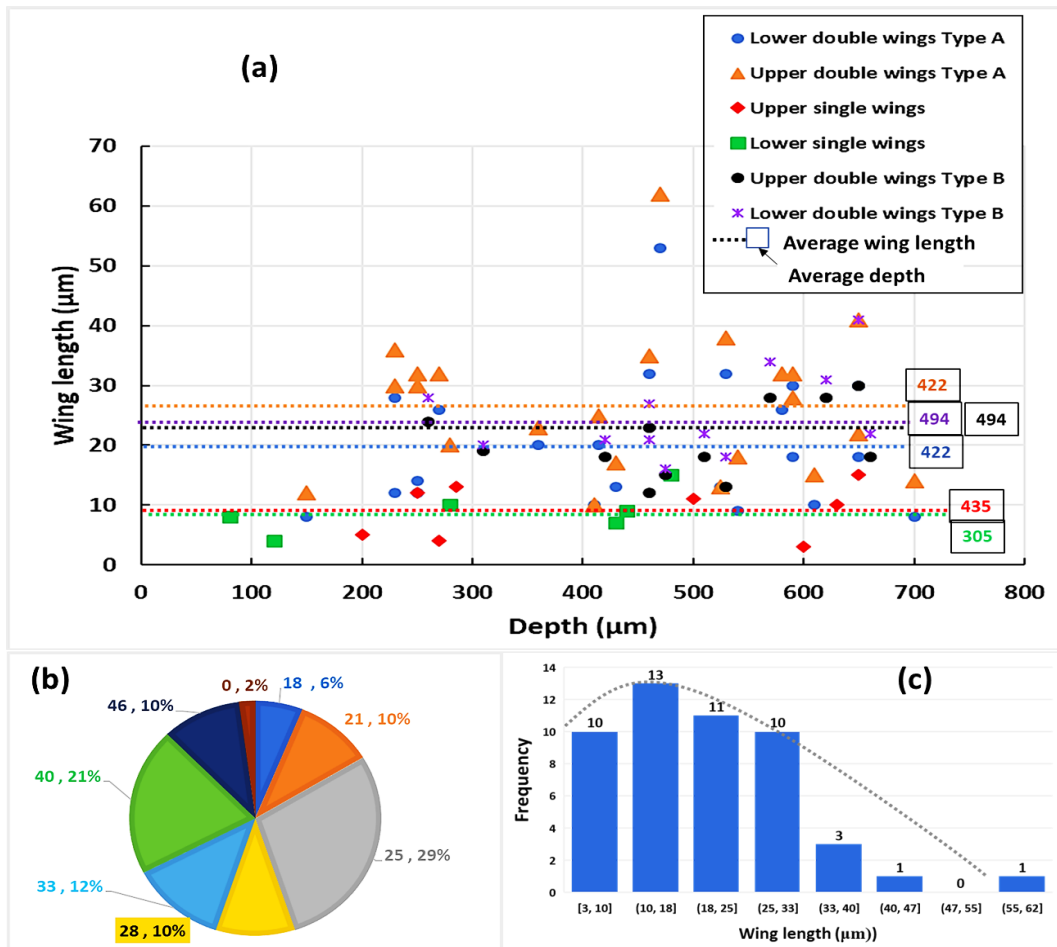 (a)
Lower double wings Type A
Upper double wings Type A
Upper single wings
Lower single wings
Upper double wings Type B
Lower double wings Type B
Average wing length
Average depth
Wing length (µm)
70
60
50
40
30
20
10
0
422
494 494
422
435
305
0 100 200 300 400 500 600 700 800
Depth (µm)
(b)
0 , 2%
18 , 6%
46 , 10%
21 , 10%
40 , 21%
25 , 29%
33 , 12%
28 , 10%
(c)
Frequency
14
12
10
8
6
4
2
0
10 13 11 10 3 1 0 1
[3, 10] (10, 18] (18, 25] (25, 33] (33, 40] (40, 47] (47, 55] (55, 62]
Wing length (µm))